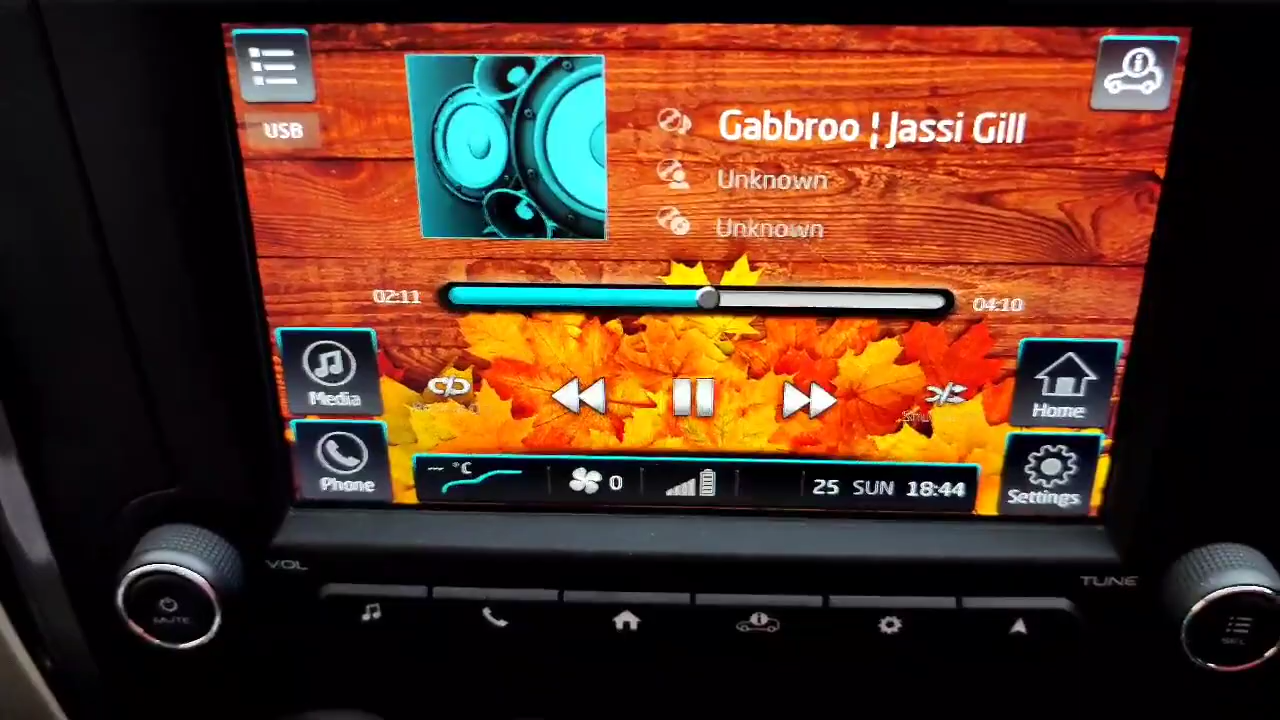 USB
Gabbroo ¦ Jassi Gill
Unknown
Unknown
02:11
04:10
Media
Home
Phone
Settings
--- °C
0
25 SUN 18:44
VOL
TUNE
MUTE
SEL